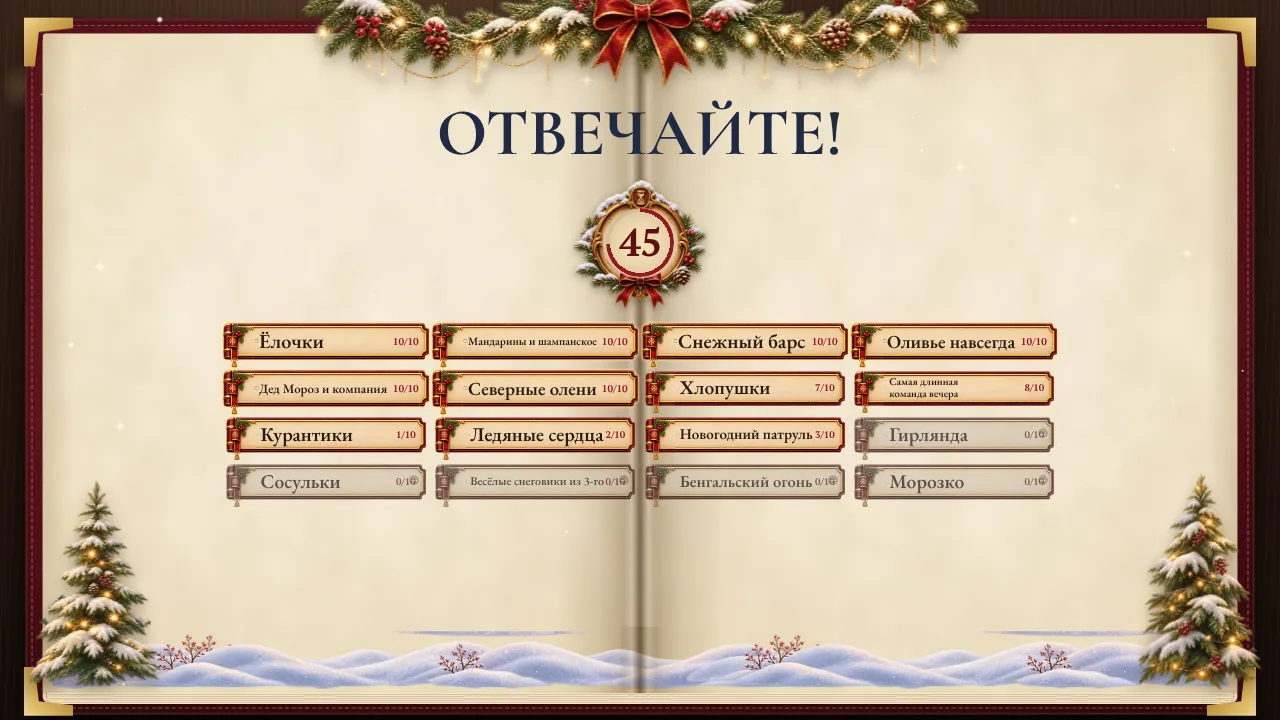 ОТВЕЧАЙТЕ!
45
Ёлочки 10/10
Мандарины и шампанское 10/10
Снежный барс 10/10
Оливье навсегда 10/10
Дед Мороз и компания 10/10
Северные олени 10/10
Хлопушки 7/10
Самая длинная
команда вечера 8/10
Курантики 1/10
Ледяные сердца 2/10
Новогодний патруль 3/10
Гирлянда 0/10
Сосульки 0/10
Весёлые снеговики из 3-го 0/10
Бенгальский огонь 0/10
Морозко 0/10